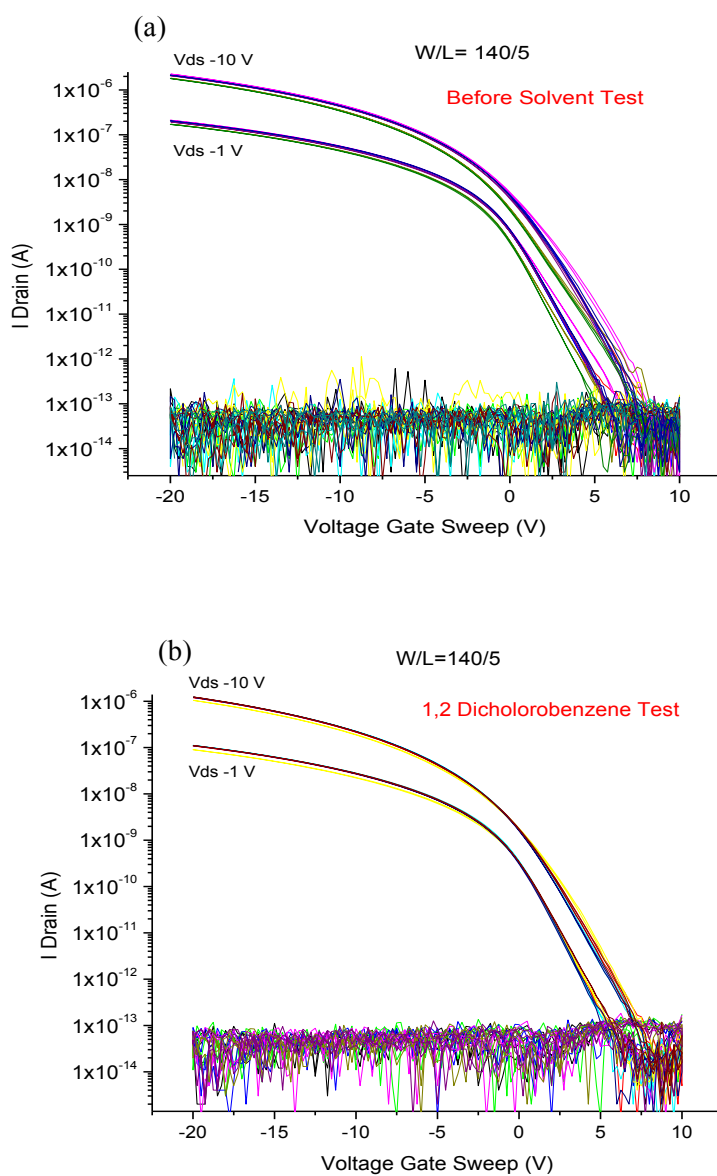 (a)
W/L= 140/5
Vds -10 V
Before Solvent Test
1x10⁻⁶
1x10⁻⁷
Vds -1 V
1x10⁻⁸
1x10⁻⁹
1x10⁻¹⁰
1x10⁻¹¹
1x10⁻¹²
1x10⁻¹³
1x10⁻¹⁴
I Drain (A)
-20 -15 -10 -5 0 5 10
Voltage Gate Sweep (V)
(b)
W/L=140/5
Vds -10 V
1,2 Dicholorobenzene Test
1x10⁻⁶
1x10⁻⁷
Vds -1 V
1x10⁻⁸
1x10⁻⁹
1x10⁻¹⁰
1x10⁻¹¹
1x10⁻¹²
1x10⁻¹³
1x10⁻¹⁴
I Drain (A)
-20 -15 -10 -5 0 5 10
Voltage Gate Sweep (V)